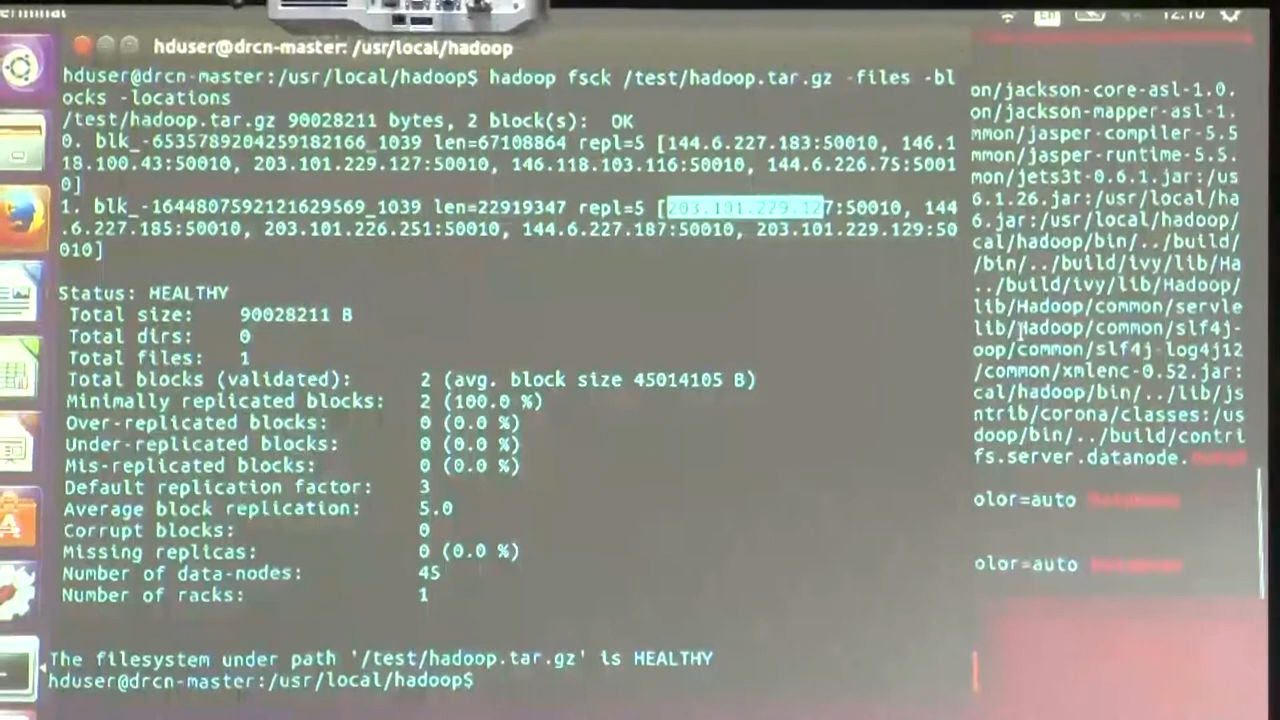 hduser@drcn-master: /usr/local/hadoop
hduser@drcn-master:/usr/local/hadoop$ hadoop fsck /test/hadoop.tar.gz -files -bl
ocks -locations
/test/hadoop.tar.gz 90028211 bytes, 2 block(s):  OK
0. blk_-6535789204259182166_1039 len=67108864 repl=5 [144.6.227.183:50010, 146.1
18.100.43:50010, 203.101.229.127:50010, 146.118.103.116:50010, 144.6.226.75:5001
0]
1. blk_-1644807592121629569_1039 len=22919347 repl=5 [203.101.229.127:50010, 144
.6.227.185:50010, 203.101.226.251:50010, 144.6.227.187:50010, 203.101.229.129:50
010]
Status: HEALTHY
Total size: 90028211 B
Total dirs: 0
Total files: 1
Total blocks (validated): 2 (avg. block size 45014105 B)
Minimally replicated blocks: 2 (100.0 %)
Over-replicated blocks: 0 (0.0 %)
Under-replicated blocks: 0 (0.0 %)
Mis-replicated blocks: 0 (0.0 %)
Default replication factor: 3
Average block replication: 5.0
Corrupt blocks: 0
Missing replicas: 0 (0.0 %)
Number of data-nodes: 45
Number of racks: 1
The filesystem under path '/test/hadoop.tar.gz' is HEALTHY
hduser@drcn-master:/usr/local/hadoop$
on/jackson-core-asl-1.0.
on/jackson-mapper-asl-1.
mmon/jasper-compiler-5.5
mmon/jasper-runtime-5.5.
mon/jets3t-0.6.1.jar:/us
6.1.26.jar:/usr/local/ha
6.jar:/usr/local/hadoop/
cal/hadoop/bin/../build/
/bin/../build/ivy/lib/Ha
../build/ivy/lib/Hadoop/
lib/Hadoop/common/servle
lib/Hadoop/common/slf4j-
oop/common/slf4j-log4j12
/common/xmlenc-0.52.jar:
cal/hadoop/bin/../lib/js
ntrib/corona/classes:/us
doop/bin/../build/contri
fs.server.datanode.
olor=auto
olor=auto